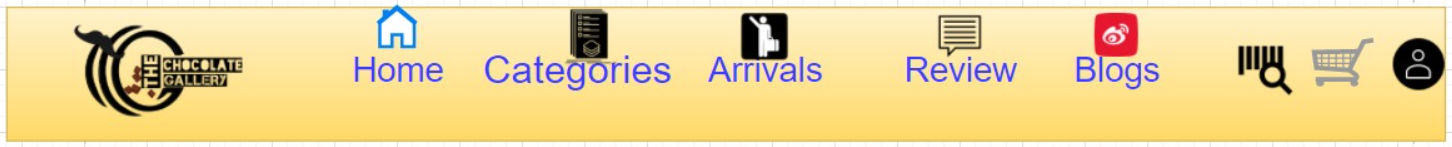 THE CHOCOLATE GALLERY
Home
Categories
Arrivals
Review
Blogs